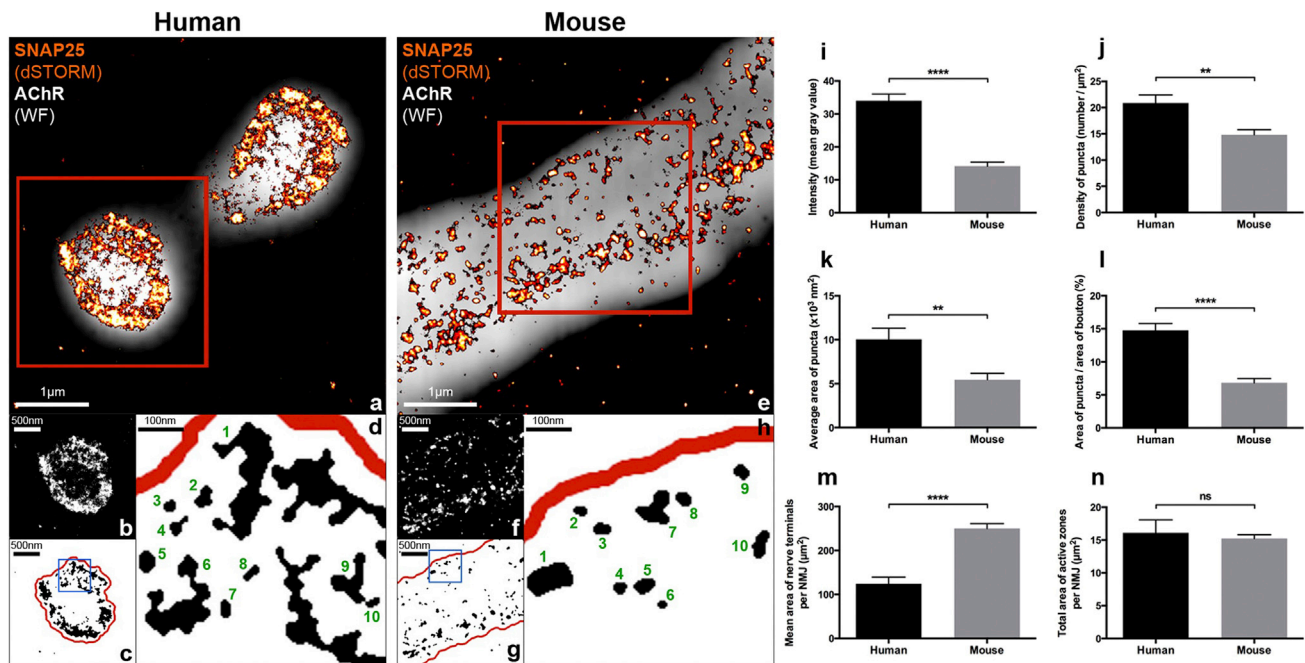 Human
Mouse
SNAP25
(dSTORM)
AChR
(WF)
1µm
a
SNAP25
(dSTORM)
AChR
(WF)
1µm
e
500nm
b
500nm
c
100nm
d
1
2
3
4
5
6
7
8
9
10
500nm
f
500nm
g
100nm
h
1
2
3
4
5
6
7
8
9
10
i
Intensity (mean gray value)
50
40
30
20
10
0
****
Human
Mouse
j
Density of puncta (number / µm²)
25
20
15
10
5
0
**
Human
Mouse
k
Average area of puncta (x10³ nm²)
15
10
5
0
**
Human
Mouse
l
Area of puncta / area of bouton (%)
20
15
10
5
0
****
Human
Mouse
m
Mean area of nerve terminals
per NMJ (µm²)
300
200
100
0
****
Human
Mouse
n
Total area of active zones
per NMJ (µm²)
20
15
10
5
0
ns
Human
Mouse